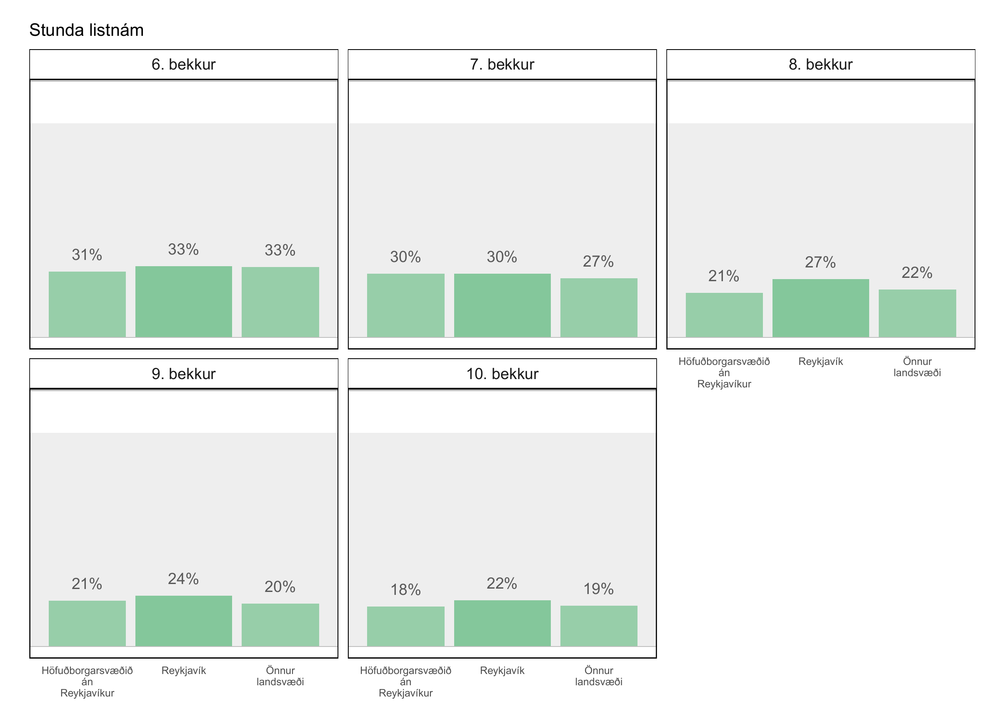 Stunda listnám
6. bekkur
7. bekkur
8. bekkur
31%
33%
33%
30%
30%
27%
21%
27%
22%
Höfuðborgarsvæðið
án
Reykjavíkur
Reykjavík
Önnur
landsvæði
9. bekkur
10. bekkur
21%
24%
20%
18%
22%
19%
Höfuðborgarsvæðið
án
Reykjavíkur
Reykjavík
Önnur
landsvæði
Höfuðborgarsvæðið
án
Reykjavíkur
Reykjavík
Önnur
landsvæði